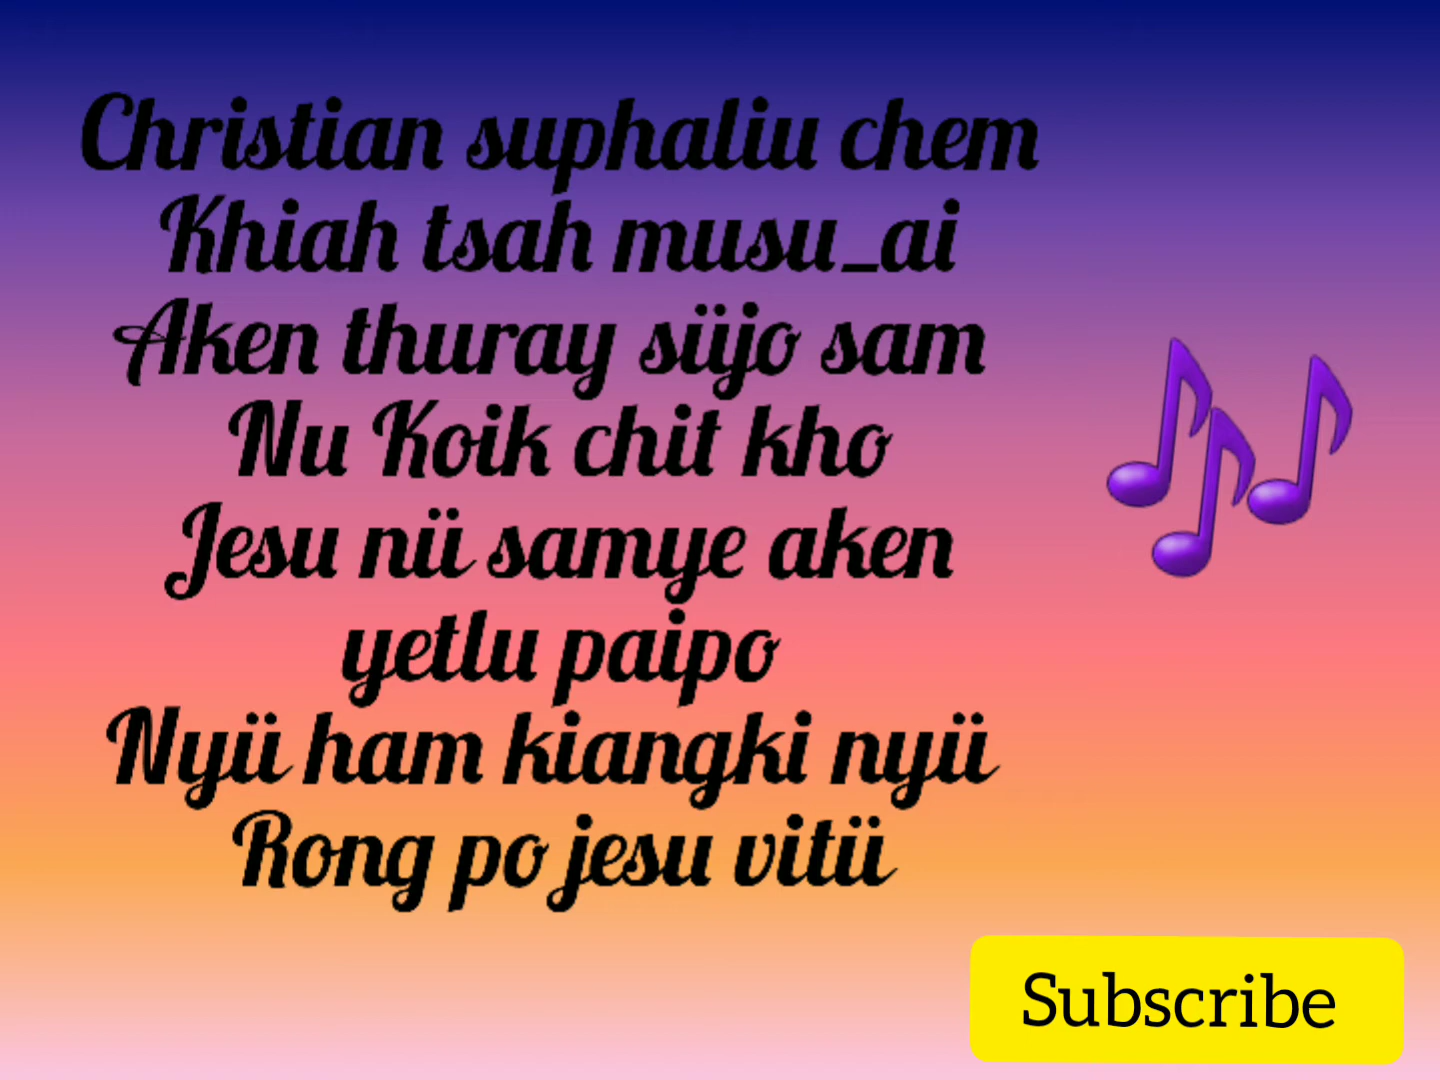 Christian suphaliu chem
Khiah tsah musu_ai
Aken thuray süjo sam
Nu Koik chit kho
Jesu nü samye aken
yetlu paipo
Nyü ham kiangki nyü
Rong po jesu vitü
Subscribe